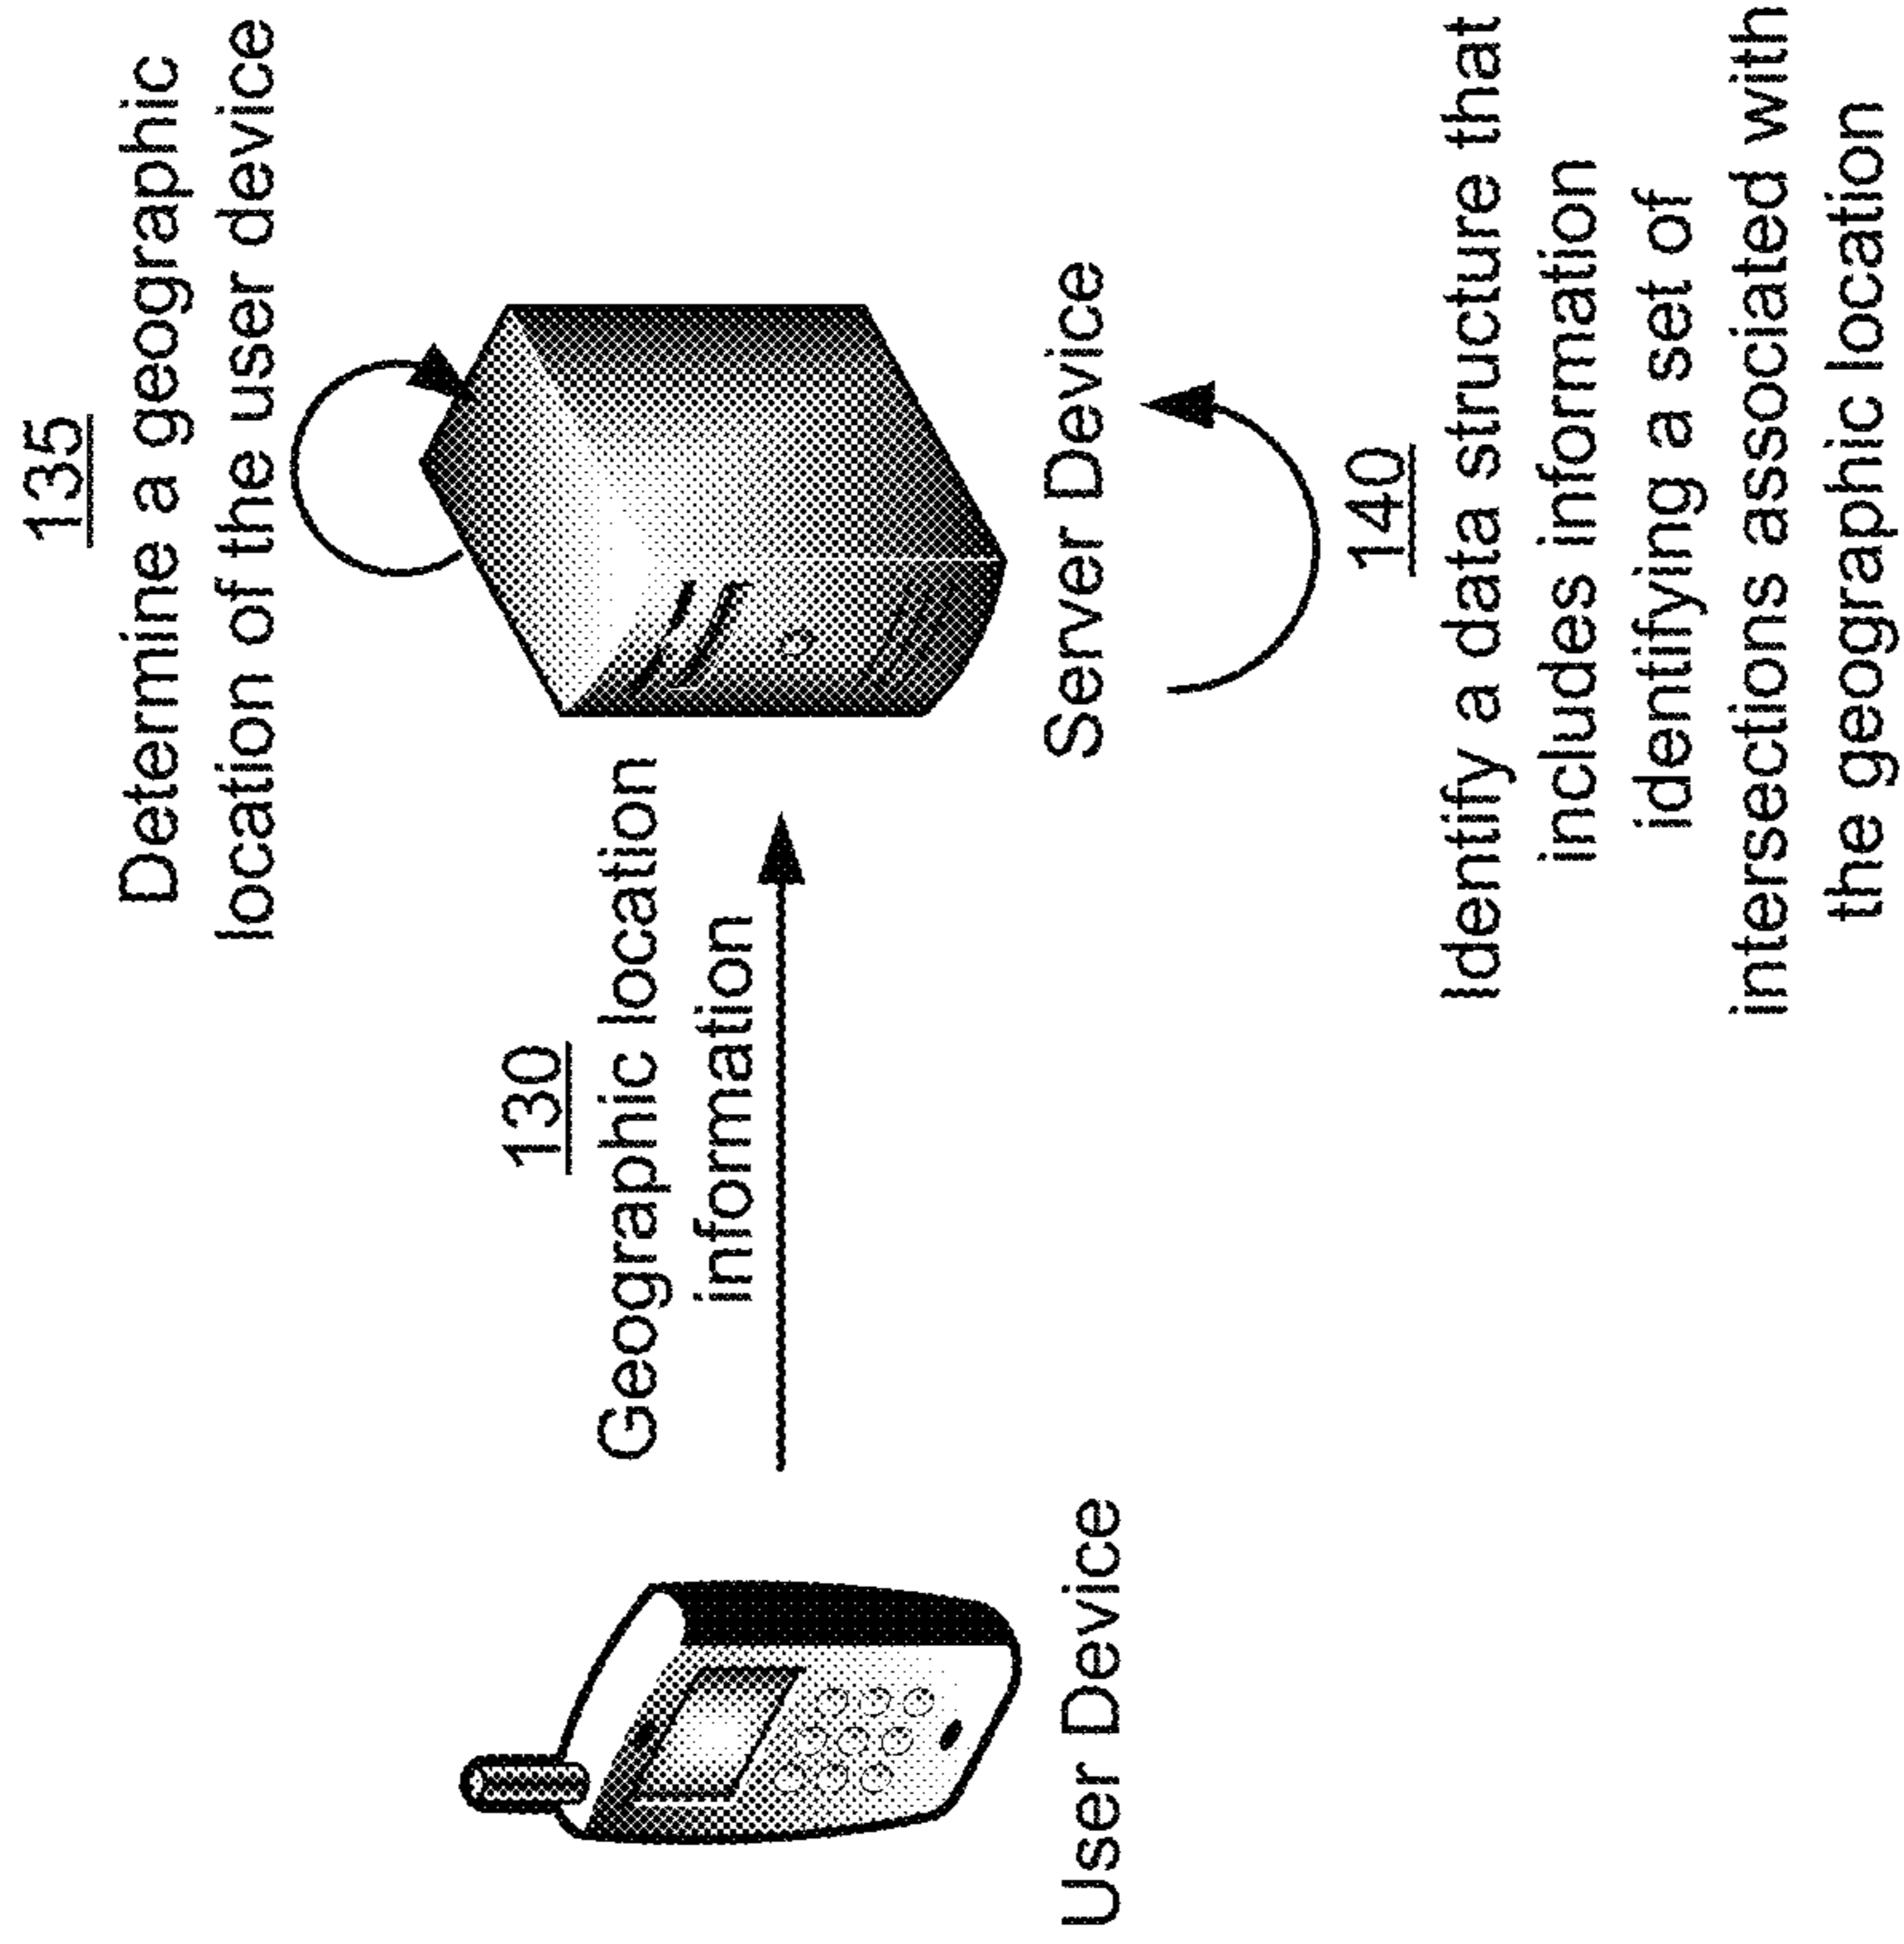 135
Determine a geographic
location of the user device
130
Geographic location
information
User Device
Server Device
140
Identify a data structure that
includes information
identifying a set of
intersections associated with
the geographic location